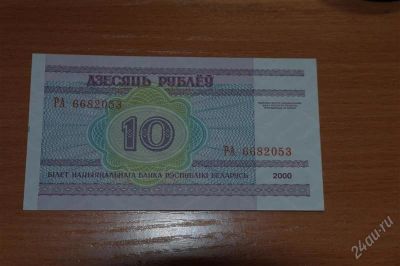 ДЗЕСЯЦЬ РУБЛЁЎ
РА 6682053
10
РА 6682053
БІЛЕТ НАЦЫЯНАЛЬНАГА БАНКА РЭСПУБЛІКІ БЕЛАРУСЬ 2000
24au.ru